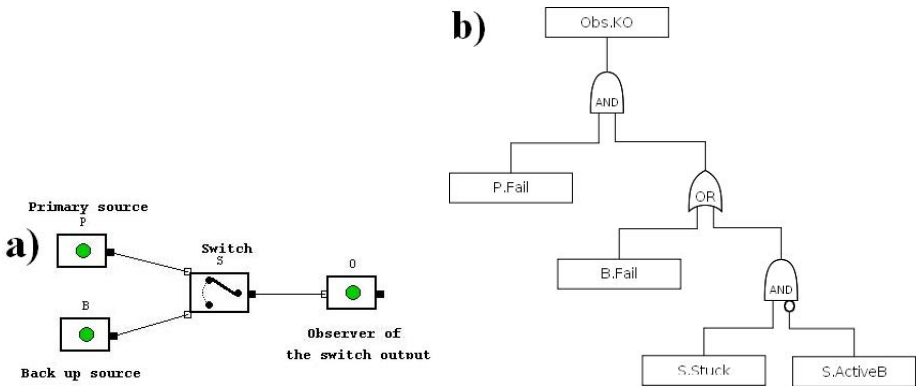 a)
Primary source
P
B
Back up source
Switch
S
O
Observer of
the switch output
b)
Obs.KO
AND
P.Fail
OR
B.Fail
AND
S.Stuck
S.ActiveB